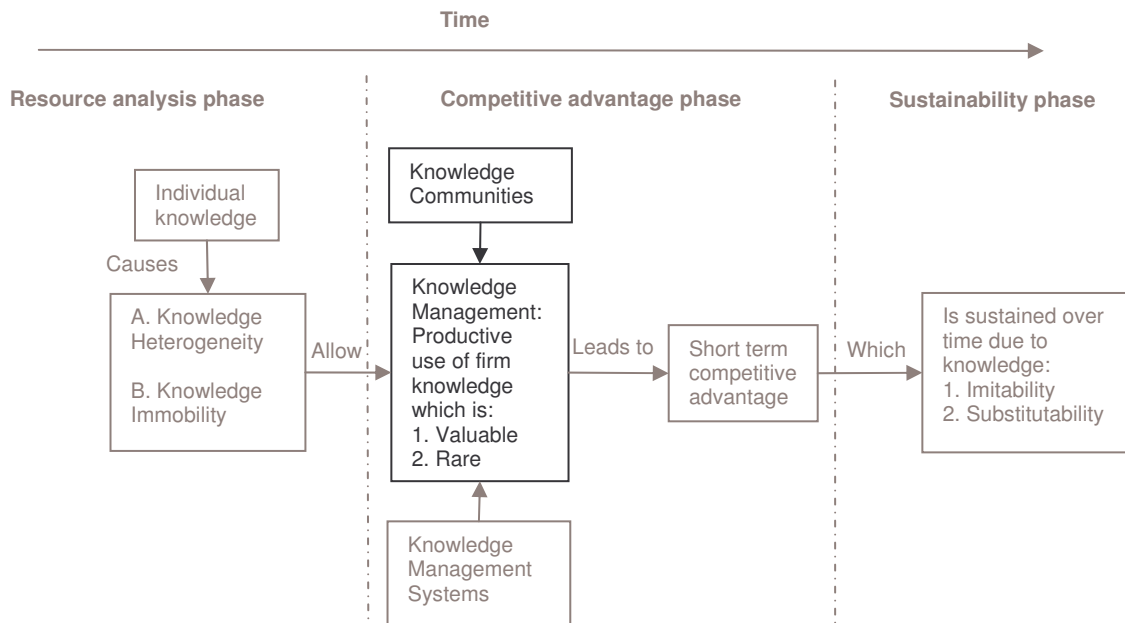 Time
Resource analysis phase
Competitive advantage phase
Sustainability phase
Individual
knowledge
Causes
A. Knowledge
Heterogeneity
B. Knowledge
Immobility
Allow
Knowledge
Communities
Knowledge
Management:
Productive
use of firm
knowledge
which is:
1. Valuable
2. Rare
Knowledge
Management
Systems
Leads to
Short term
competitive
advantage
Which
Is sustained over
time due to
knowledge:
1. Imitability
2. Substitutability